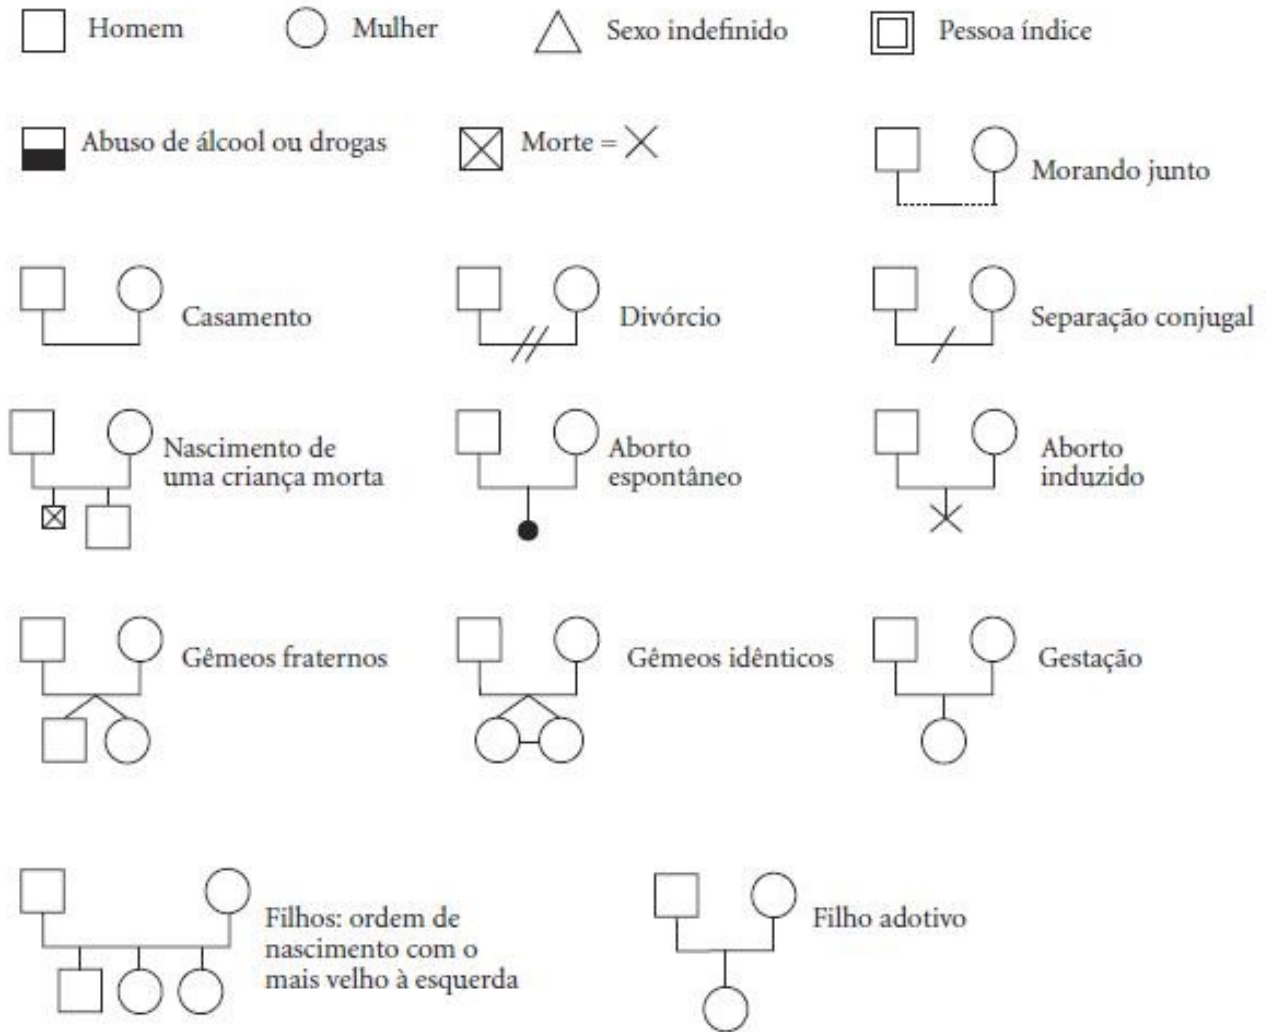 Homem
Mulher
Sexo indefinido
Pessoa índice
Abuso de álcool ou drogas
Morte =
Morando junto
Casamento
Divórcio
Separação conjugal
Nascimento de
uma criança morta
Aborto
espontâneo
Aborto
induzido
Gêmeos fraternos
Gêmeos idênticos
Gestação
Filhos: ordem de
nascimento com o
mais velho à esquerda
Filho adotivo